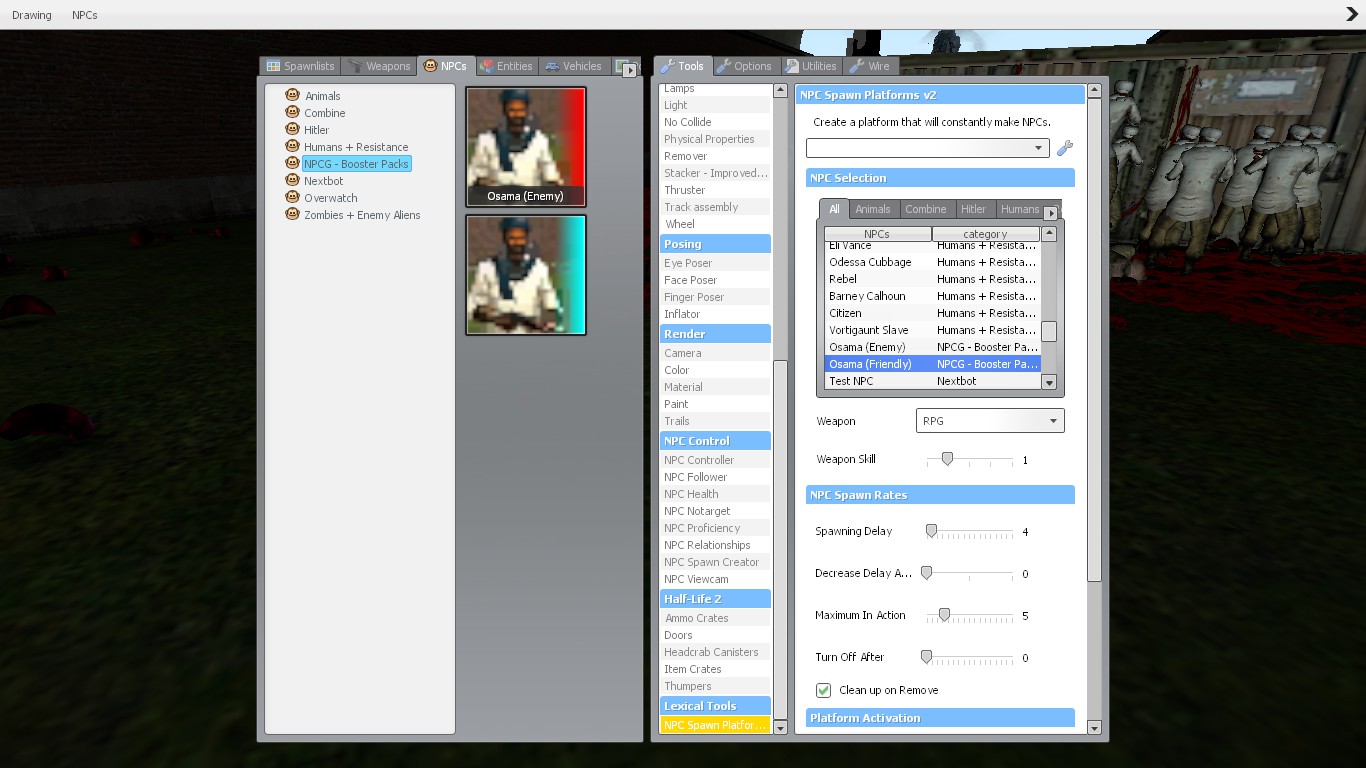 Drawing NPCs
Spawnlists Weapons NPCs Entities Vehicles
Animals
Combine
Hitler
Humans + Resistance
NPCG - Booster Packs
Nextbot
Overwatch
Zombies + Enemy Aliens
Osama (Enemy)
Tools Options Utilities Wire
Lamps
Light
No Collide
Physical Properties
Remover
Stacker - Improved...
Thruster
Track assembly
Wheel
Posing
Eye Poser
Face Poser
Finger Poser
Inflator
Render
Camera
Color
Material
Paint
Trails
NPC Control
NPC Controller
NPC Follower
NPC Health
NPC Notarget
NPC Proficiency
NPC Relationships
NPC Spawn Creator
NPC Viewcam
Half-Life 2
Ammo Crates
Doors
Headcrab Canisters
Item Crates
Thumpers
Lexical Tools
NPC Spawn Platfor...
NPC Spawn Platforms v2
Create a platform that will constantly make NPCs.
NPC Selection
All Animals Combine Hitler Humans
NPCs category
Eli Vance Humans + Resista...
Odessa Cubbage Humans + Resista...
Rebel Humans + Resista...
Barney Calhoun Humans + Resista...
Citizen Humans + Resista...
Vortigaunt Slave Humans + Resista...
Osama (Enemy) NPCG - Booster Pa...
Osama (Friendly) NPCG - Booster Pa...
Test NPC Nextbot
Weapon RPG
Weapon Skill 1
NPC Spawn Rates
Spawning Delay 4
Decrease Delay A... 0
Maximum In Action 5
Turn Off After 0
Clean up on Remove
Platform Activation